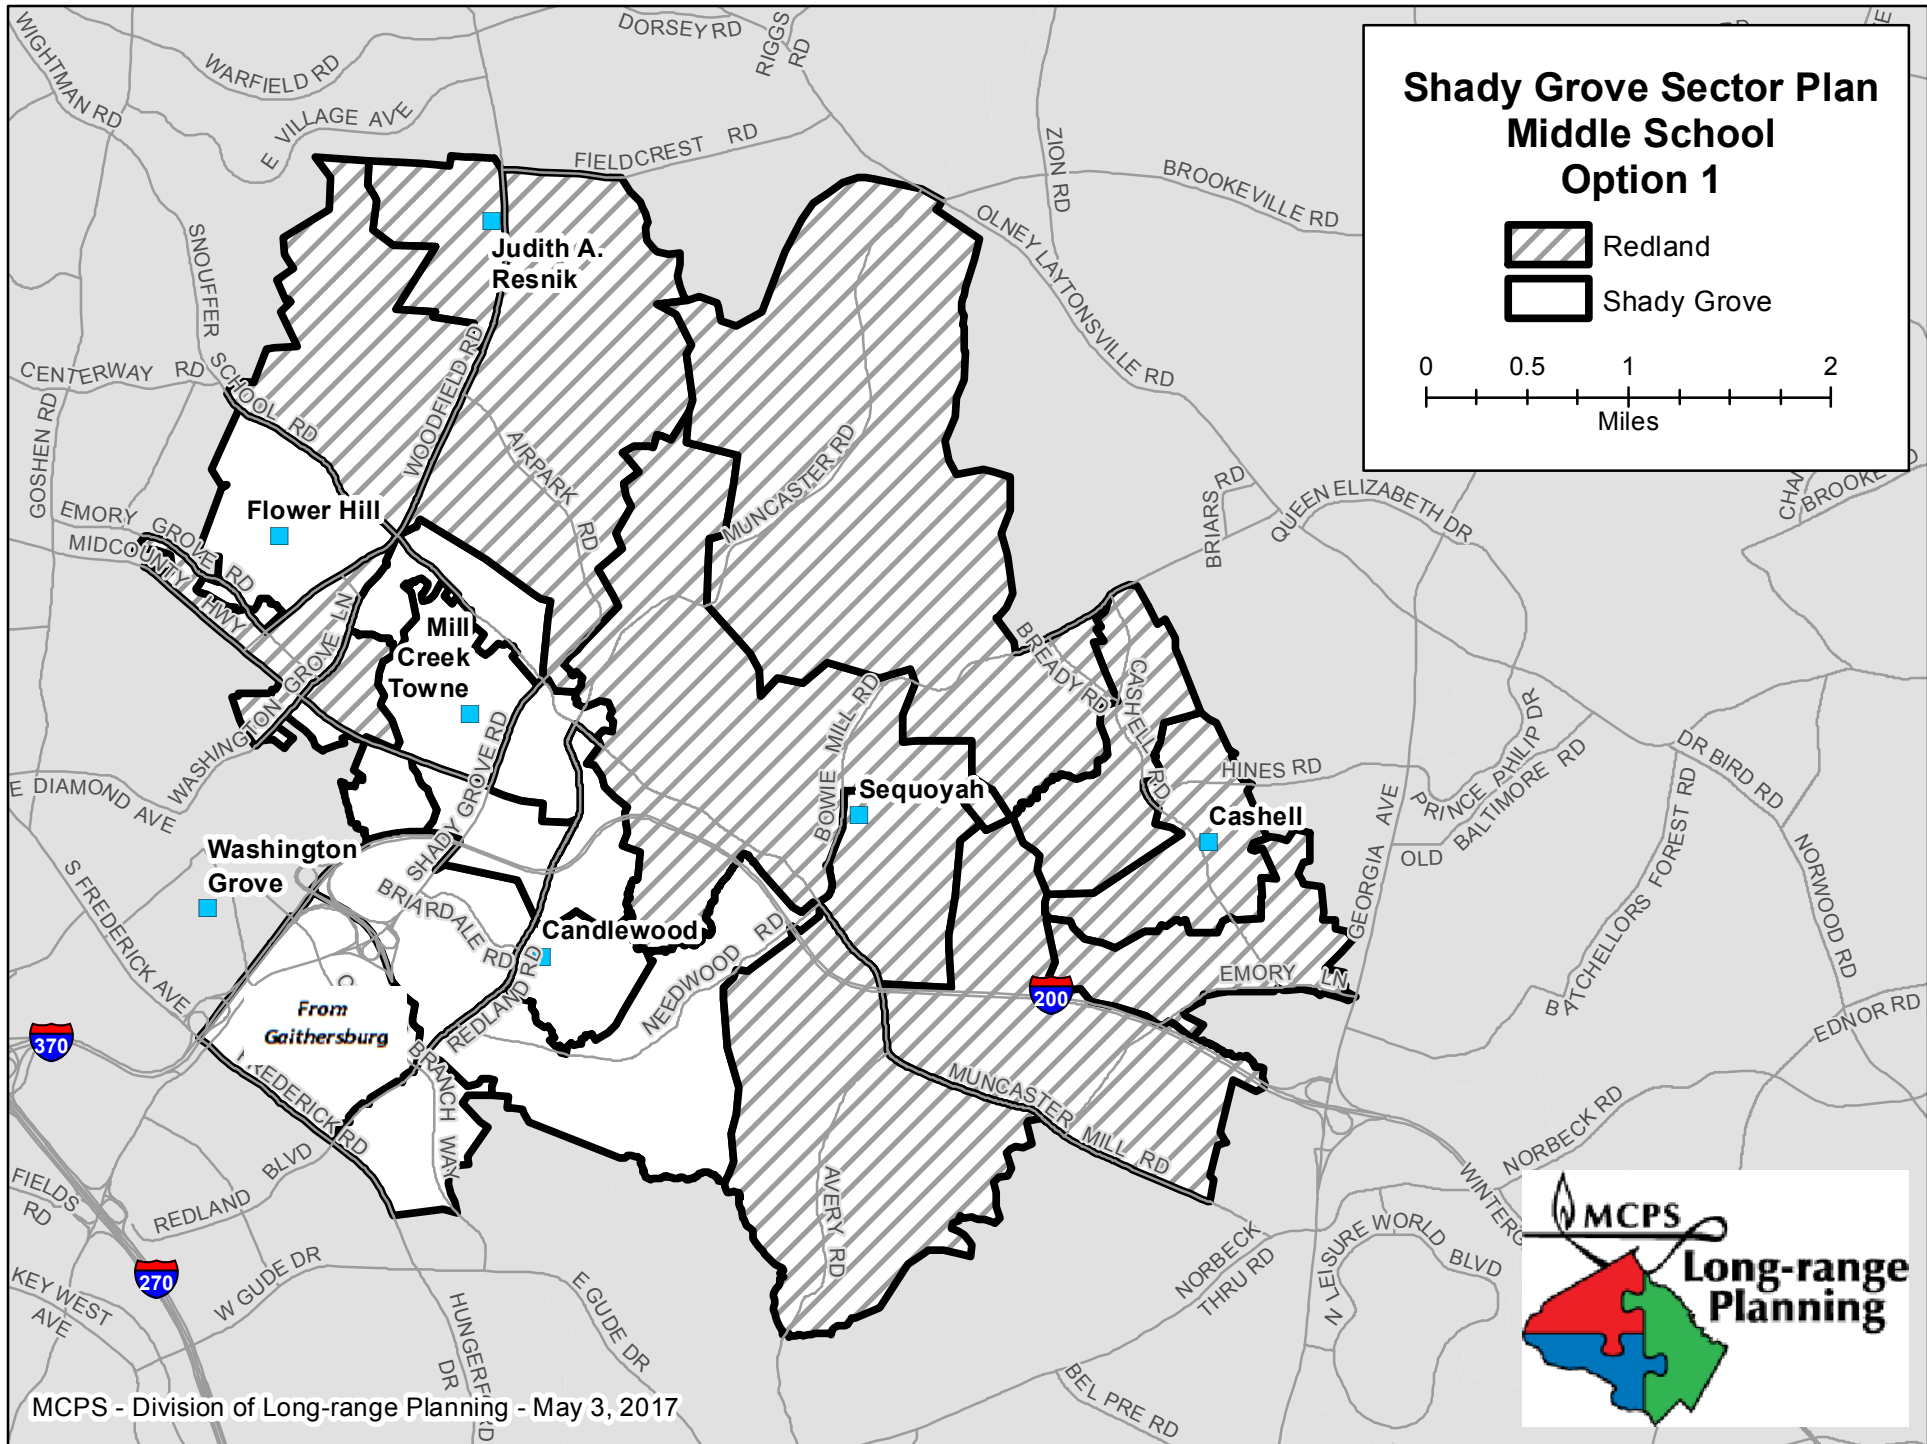 Shady Grove Sector Plan
Middle School
Option 1
Redland
Shady Grove
0 0.5 1 2
Miles
WIGHTMAN RD
WARFIELD RD
E VILLAGE AVE
DORSEY RD
RIGGS RD
FIELDCREST RD
ZION RD
BROOKEVILLE RD
OLNEY LAYTONSVILLE RD
SNOUFFER SCHOOL RD
CENTERWAY RD
GOSHEN RD
Judith A.
Resnik
WOODFIELD RD
AIRPARK RD
MUNCASTER RD
BRIARS RD
QUEEN ELIZABETH DR
CHA
BROOKE
EMORY GROVE RD
MIDCOUNTY HWY
Flower Hill
WASHINGTON GROVE LN
Mill
Creek
Towne
BREADY RD
CASHELL RD
BOWIE MILL RD
SHADY GROVE RD
Sequoyah
HINES RD
Cashell
PRINCE PHILIP DR
OLD BALTIMORE RD
DR BIRD RD
GEORGIA AVE
BATCHELLORS FOREST RD
NORWOOD RD
E DIAMOND AVE
WASHINGTON
Washington
Grove
S FREDERICK AVE
BRIARDALE RD
Candlewood
REDLAND RD
NEEDWOOD RD
EMORY LN
200
EDNOR RD
From
Gaithersburg
370
FREDERICK RD
BRANCH WAY
MUNCASTER MILL RD
NORBECK RD
AVERY RD
FIELDS RD
REDLAND BLVD
270
KEY WEST AVE
W GUDE DR
E GUDE DR
HUNGERFORD DR
NORBECK
THRU RD
N LEISURE WORLD BLVD
WINTERG
BEL PRE RD
MCPS
Long-range
Planning
MCPS - Division of Long-range Planning - May 3, 2017